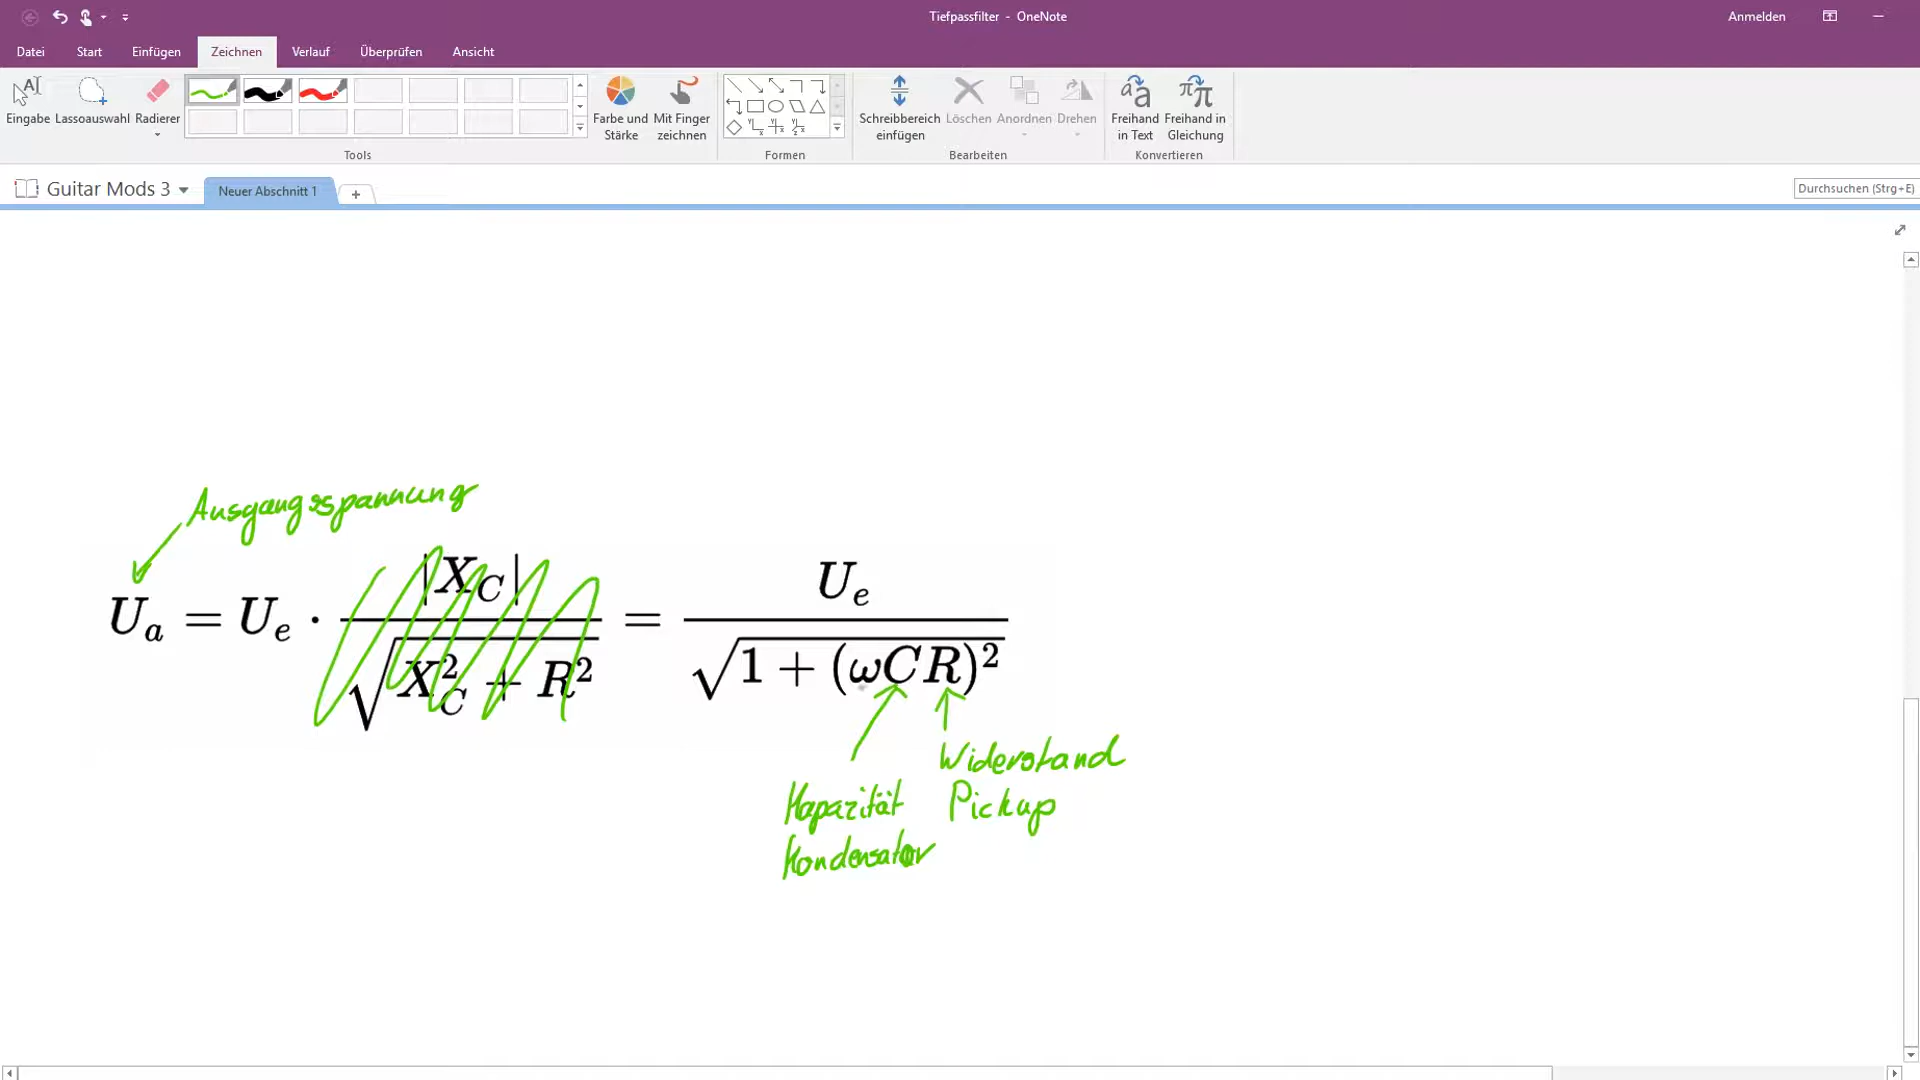 Tiefpassfilter - OneNote
Anmelden
Datei Start Einfügen Zeichnen Verlauf Überprüfen Ansicht
Eingabe
Lassoauswahl
Radierer
Tools
Farbe und
Stärke
Mit Finger
zeichnen
Formen
Schreibbereich
einfügen
Löschen
Anordnen
Drehen
Bearbeiten
Freihand
in Text
Freihand in
Gleichung
Konvertieren
Guitar Mods 3
Neuer Abschnitt 1
Durchsuchen (Strg+E)
Ausgangsspannung
U_a = U_e · |X_C| / √(X_C² + R²) = U_e / √(1 + (ωCR)²)
Widerstand
Pickup
Kapazität
Kondensator